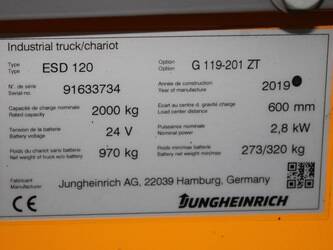 Industrial truck/chariot
Type
Type
ESD 120
Option
Option
G 119-201 ZT
N° de série
Serial no.
91633734
Année de construction
Year of manufacture
2019
Capacité de charge nominale
Rated capacity
2000 kg
Ecart au centre d. gravité charge
Load center distance
600 mm
Tension de la batterie
Battery voltage
24 V
Puissance nominale
Nominal power
2,8 kW
Poids du chariot sans batterie
Net weight of truck w/o battery
970 kg
Poids min/max batterie
Battery net weight min/max
273/320 kg
Fabricant
Manufacturer
Jungheinrich AG, 22039 Hamburg, Germany
CE
JUNGHEINRICH